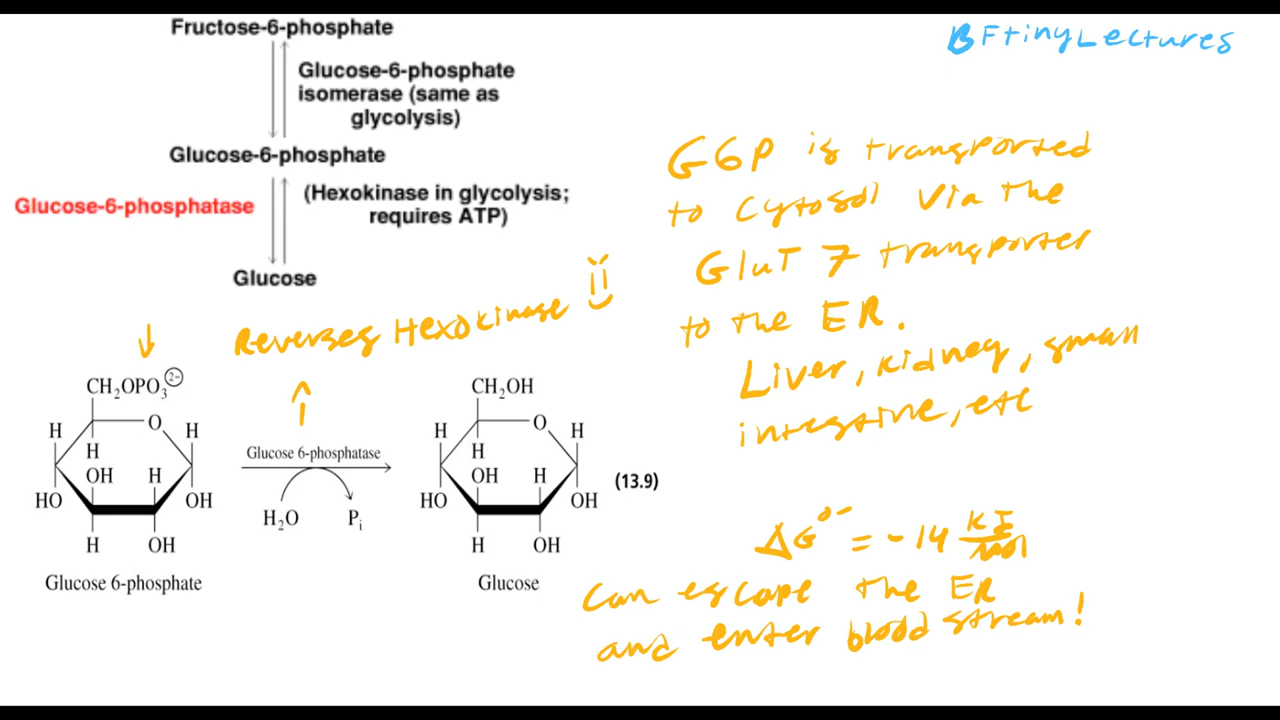 Fructose-6-phosphate
Glucose-6-phosphate
isomerase (same as
glycolysis)
Glucose-6-phosphate
Glucose-6-phosphatase
(Hexokinase in glycolysis;
requires ATP)
Glucose
Reverses Hexokinase
CH₂OPO₃²⁻
O
H
H
H
OH
H
HO
OH
H
OH
Glucose 6-phosphate
Glucose 6-phosphatase
H₂O
Pᵢ
CH₂OH
O
H
H
H
OH
H
HO
OH
H
OH
Glucose
(13.9)
BFtinyLectures
G6P is transported
to cytosol via the
GluT 7 transporter
to the ER.
Liver, kidney, small
intestine, etc
ΔG°' = -14 kJ/mol
Can escape the ER
and enter blood stream!